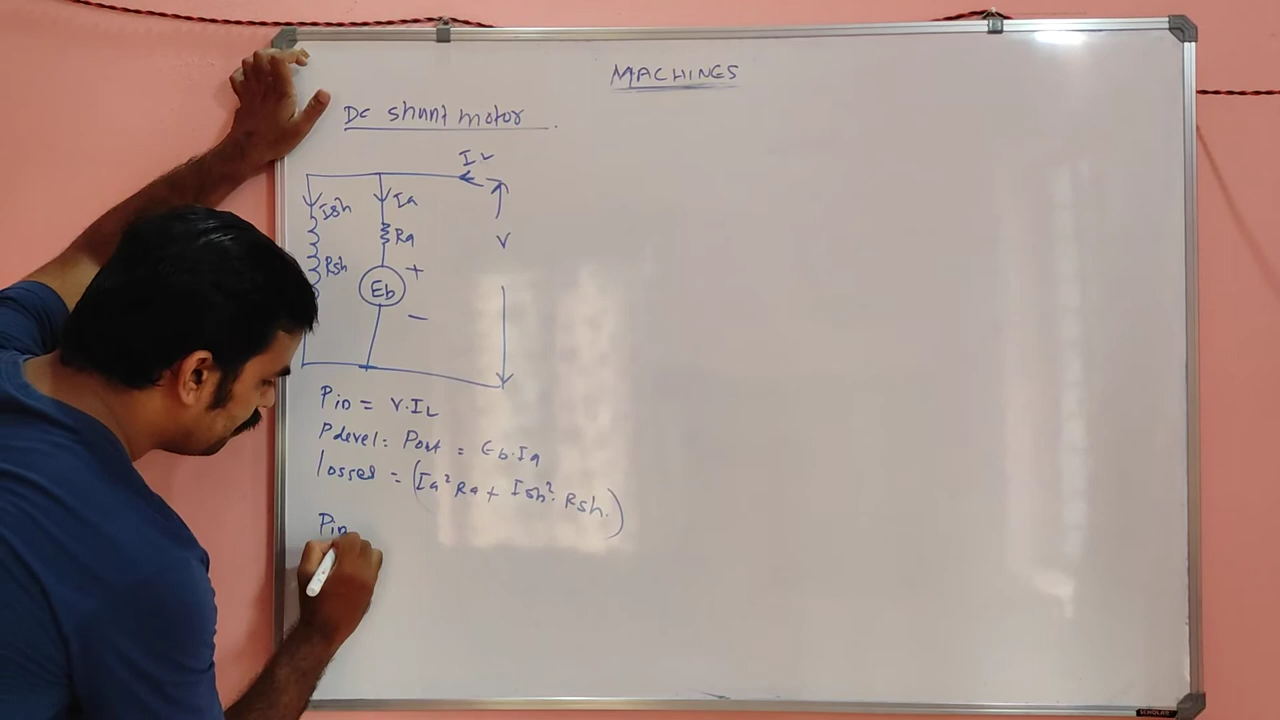 MACHINES
DC shunt motor
IL
Ish
Ia
Ra
V
Rsh
+
Eb
−
Pin = V.IL
Pdevel = Pout = Eb.Ia
losses = (Ia² Ra + Ish². Rsh.)
Pin
SCHOLAR